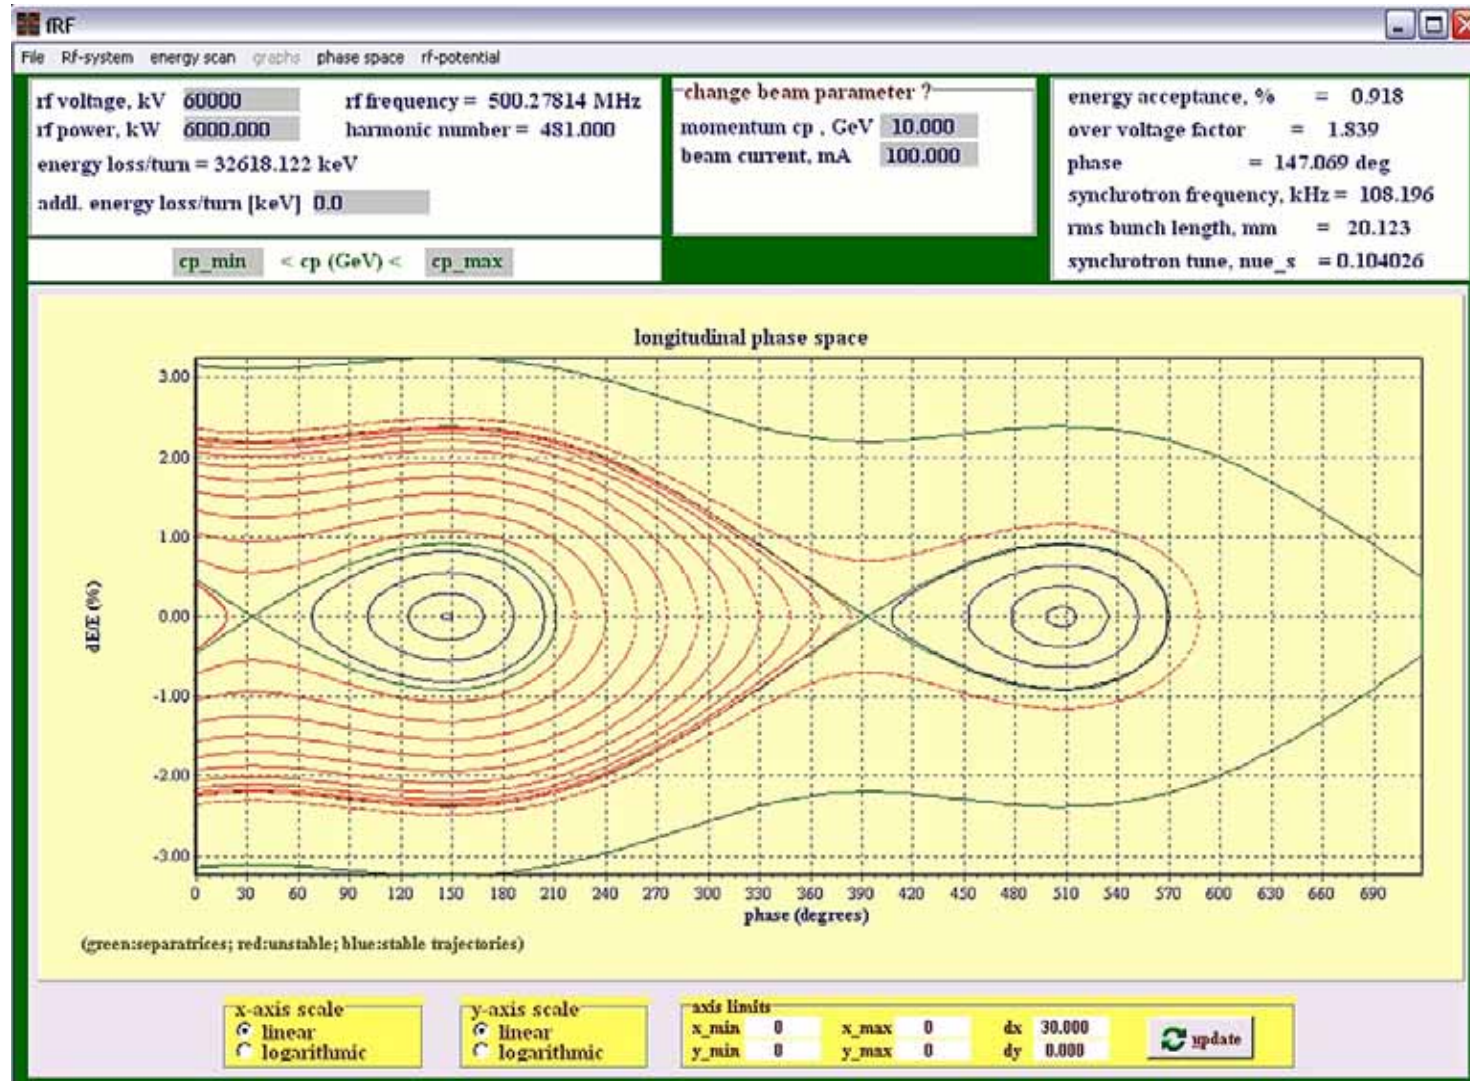 fRF
File Rf-system energy scan graphs phase space rf-potential
rf voltage, kV 60000 rf frequency = 500.27814 MHz
rf power, kW 6000.000 harmonic number = 481.000
energy loss/turn = 32618.122 keV
addl. energy loss/turn [keV] 0.0
cp_min < cp (GeV) < cp_max
change beam parameter ?
momentum cp , GeV 10.000
beam current, mA 100.000
energy acceptance, % = 0.918
over voltage factor = 1.839
phase = 147.069 deg
synchrotron frequency, kHz = 108.196
rms bunch length, mm = 20.123
synchrotron tune, nue_s = 0.104026
longitudinal phase space
3.00
2.00
1.00
0.00
-1.00
-2.00
-3.00
dE/E (%)
0 30 60 90 120 150 180 210 240 270 300 330 360 390 420 450 480 510 540 570 600 630 660 690
phase (degrees)
(green:separatrices; red:unstable; blue:stable trajectories)
x-axis scale
linear
logarithmic
y-axis scale
linear
logarithmic
axis limits
x_min 0 x_max 0 dx 30.000
y_min 0 y_max 0 dy 0.000
update